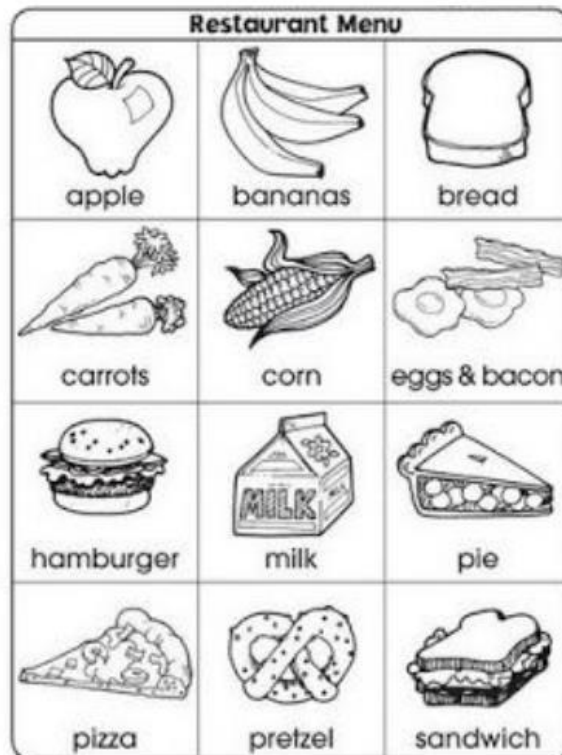 Restaurant Menu
apple
bananas
bread
carrots
corn
eggs & bacon
hamburger
MILK
milk
pie
pizza
pretzel
sandwich